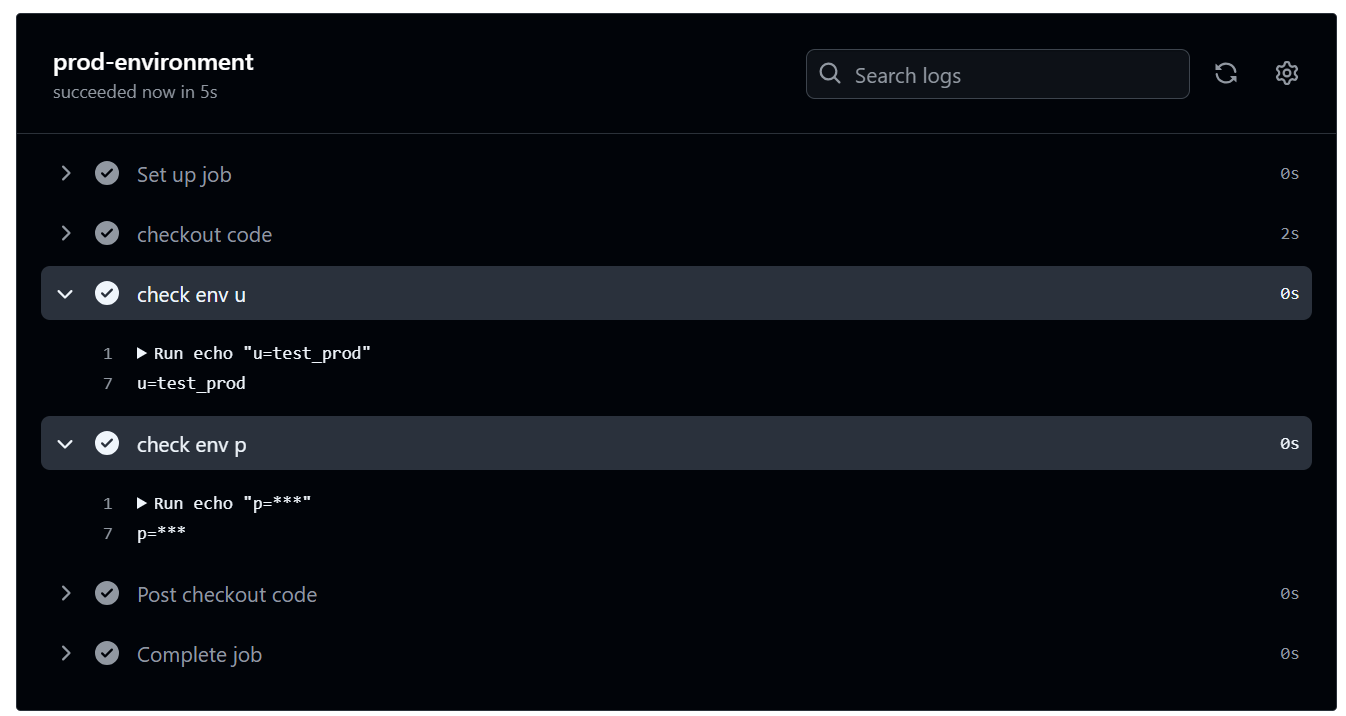 prod-environment
succeeded now in 5s
Search logs
Set up job 0s
checkout code 2s
check env u 0s
1 Run echo "u=test_prod"
7 u=test_prod
check env p 0s
1 Run echo "p=***"
7 p=***
Post checkout code 0s
Complete job 0s